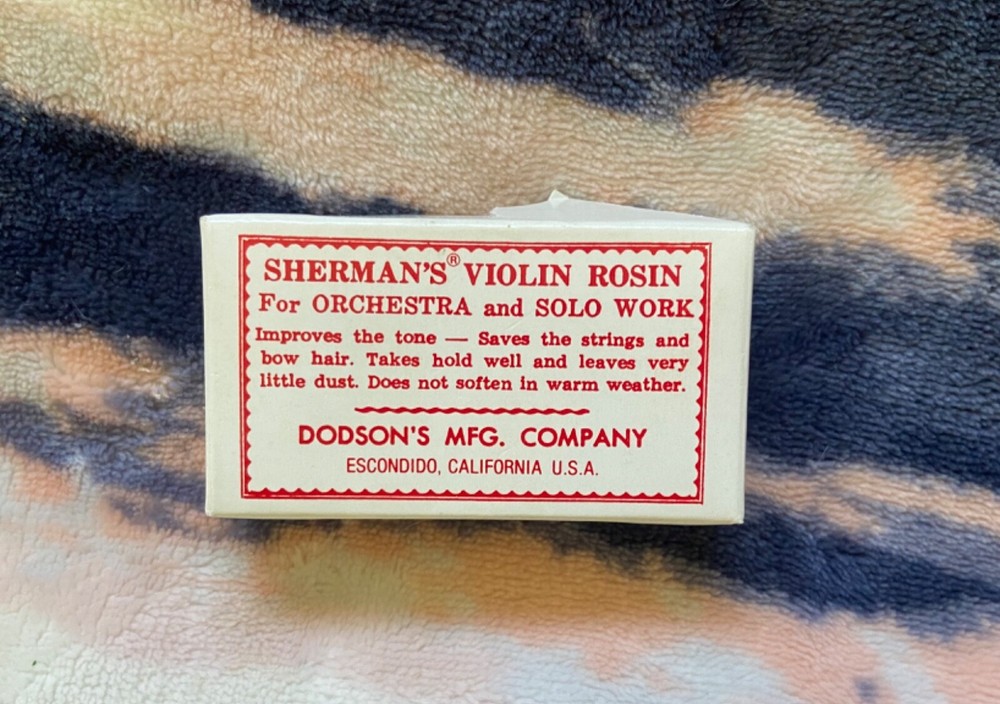 SHERMAN'S® VIOLIN ROSIN
For ORCHESTRA and SOLO WORK
Improves the tone — Saves the strings and
bow hair. Takes hold well and leaves very
little dust. Does not soften in warm weather.
DODSON'S MFG. COMPANY
ESCONDIDO, CALIFORNIA U.S.A.